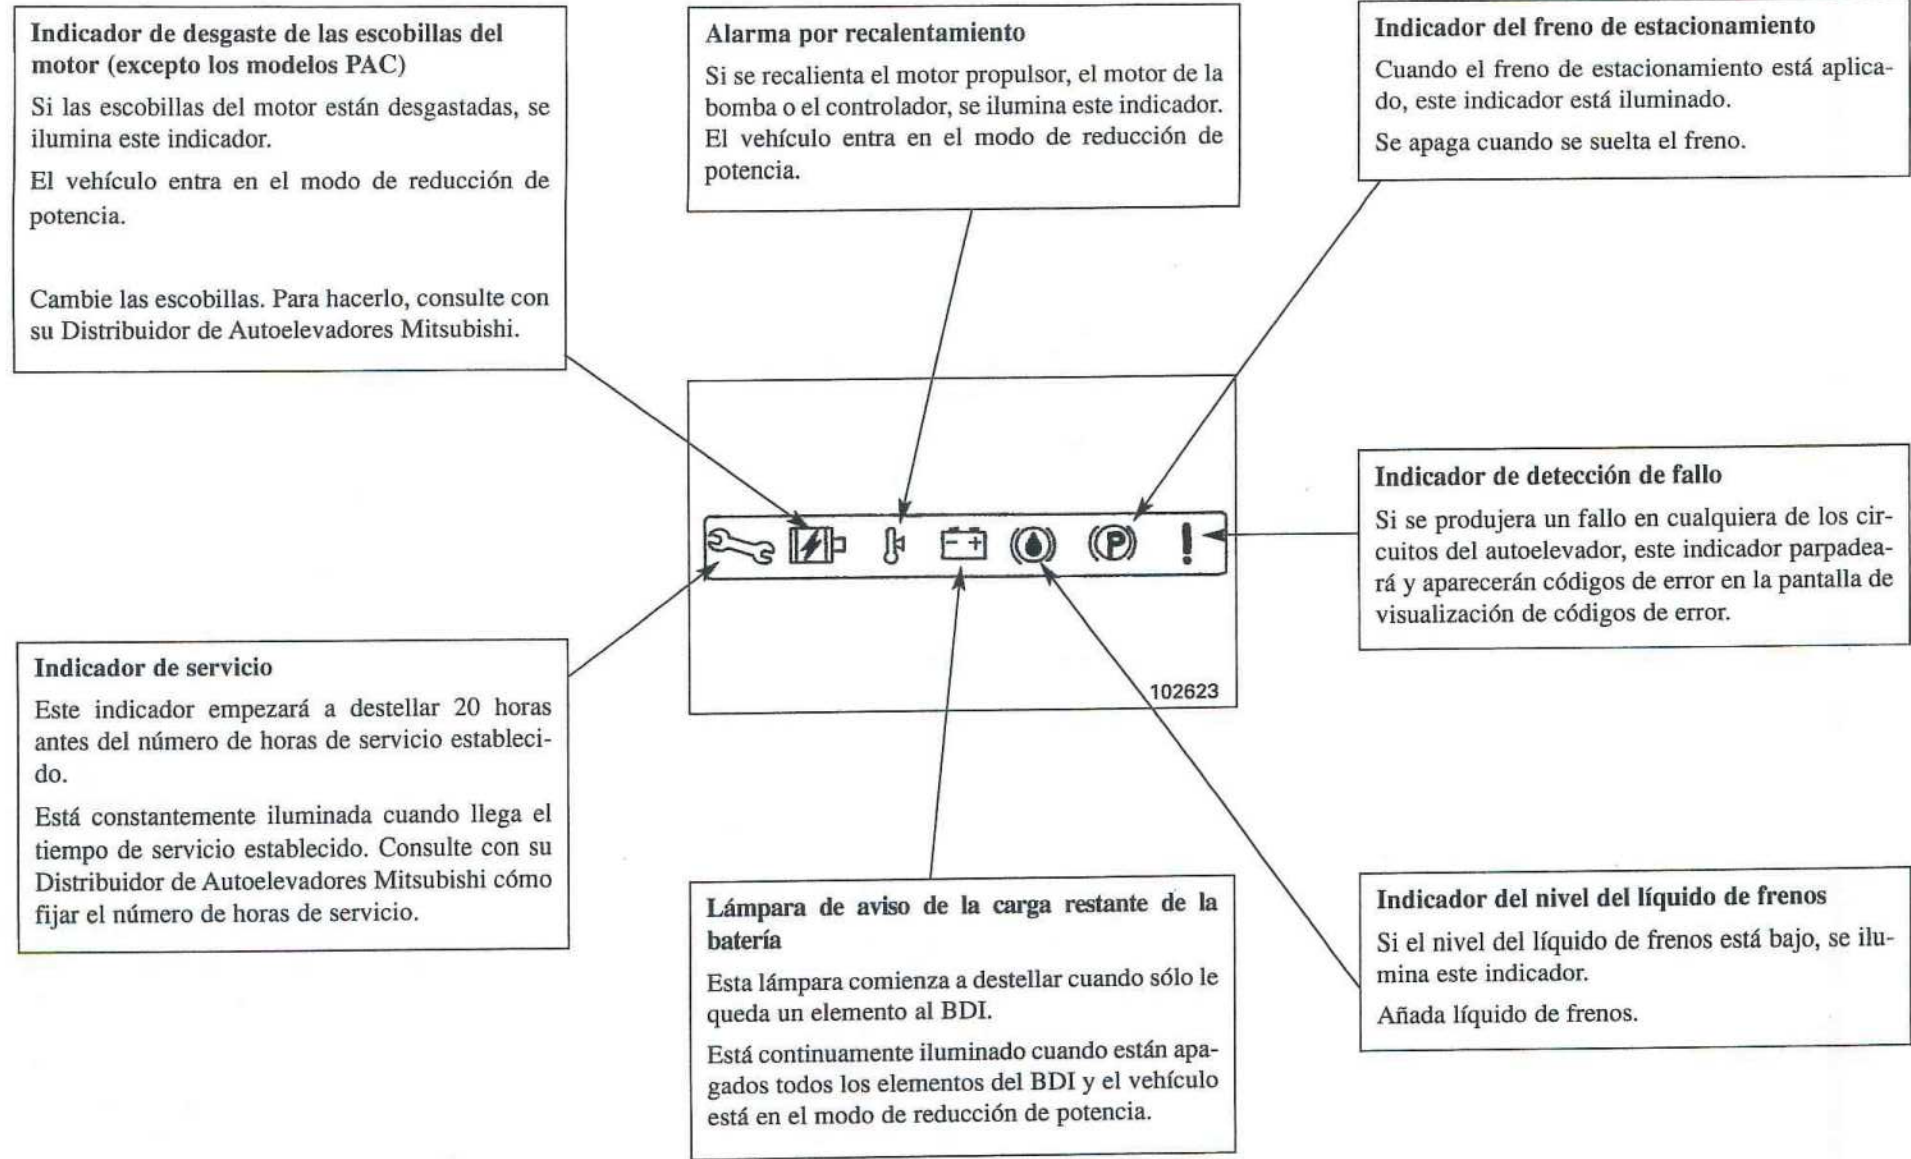 Indicador de desgaste de las escobillas del
motor (excepto los modelos PAC)
Si las escobillas del motor están desgastadas, se
ilumina este indicador.
El vehículo entra en el modo de reducción de
potencia.
Cambie las escobillas. Para hacerlo, consulte con
su Distribuidor de Autoelevadores Mitsubishi.
Alarma por recalentamiento
Si se recalienta el motor propulsor, el motor de la
bomba o el controlador, se ilumina este indicador.
El vehículo entra en el modo de reducción de
potencia.
Indicador del freno de estacionamiento
Cuando el freno de estacionamiento está aplica-
do, este indicador está iluminado.
Se apaga cuando se suelta el freno.
- +
P
!
102623
Indicador de detección de fallo
Si se produjera un fallo en cualquiera de los cir-
cuitos del autoelevador, este indicador parpadea-
rá y aparecerán códigos de error en la pantalla de
visualización de códigos de error.
Indicador de servicio
Este indicador empezará a destellar 20 horas
antes del número de horas de servicio estableci-
do.
Está constantemente iluminada cuando llega el
tiempo de servicio establecido. Consulte con su
Distribuidor de Autoelevadores Mitsubishi cómo
fijar el número de horas de servicio.
Lámpara de aviso de la carga restante de la
batería
Esta lámpara comienza a destellar cuando sólo le
queda un elemento al BDI.
Está continuamente iluminado cuando están apa-
gados todos los elementos del BDI y el vehículo
está en el modo de reducción de potencia.
Indicador del nivel del líquido de frenos
Si el nivel del líquido de frenos está bajo, se ilu-
mina este indicador.
Añada líquido de frenos.